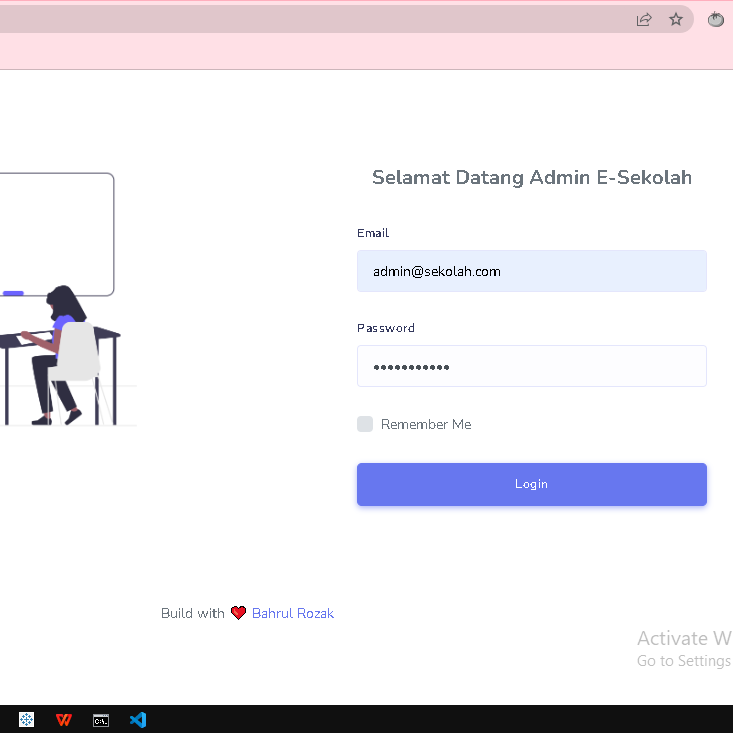 Selamat Datang Admin E-Sekolah
Email
admin@sekolah.com
Password
Remember Me
Login
Build with ❤ Bahrul Rozak
Activate W
Go to Settings